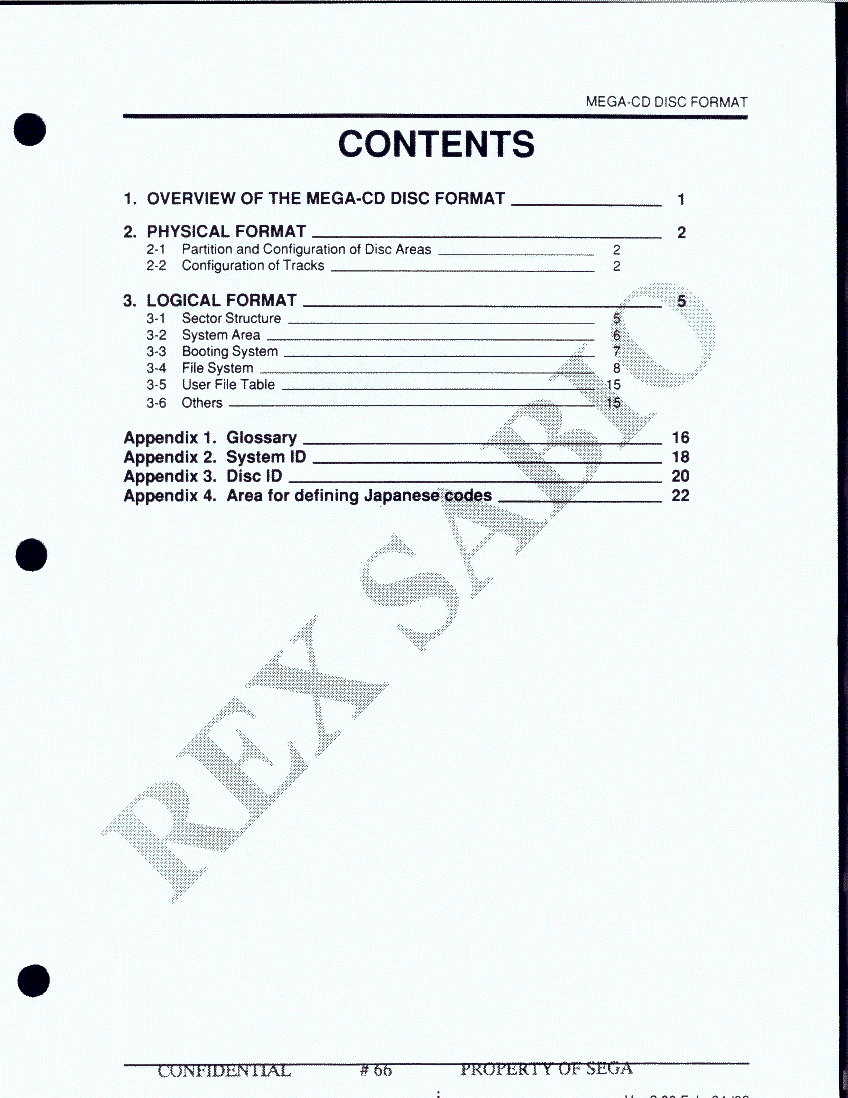 MEGA-CD DISC FORMAT
CONTENTS
1. OVERVIEW OF THE MEGA-CD DISC FORMAT 1
2. PHYSICAL FORMAT 2
2-1 Partition and Configuration of Disc Areas 2
2-2 Configuration of Tracks 2
3. LOGICAL FORMAT 5
3-1 Sector Structure 5
3-2 System Area 6
3-3 Booting System 7
3-4 File System 8
3-5 User File Table 15
3-6 Others 15
Appendix 1. Glossary 16
Appendix 2. System ID 18
Appendix 3. Disc ID 20
Appendix 4. Area for defining Japanese codes 22
REX SABIO
CONFIDENTIAL # 66 PROPERTY OF SEGA